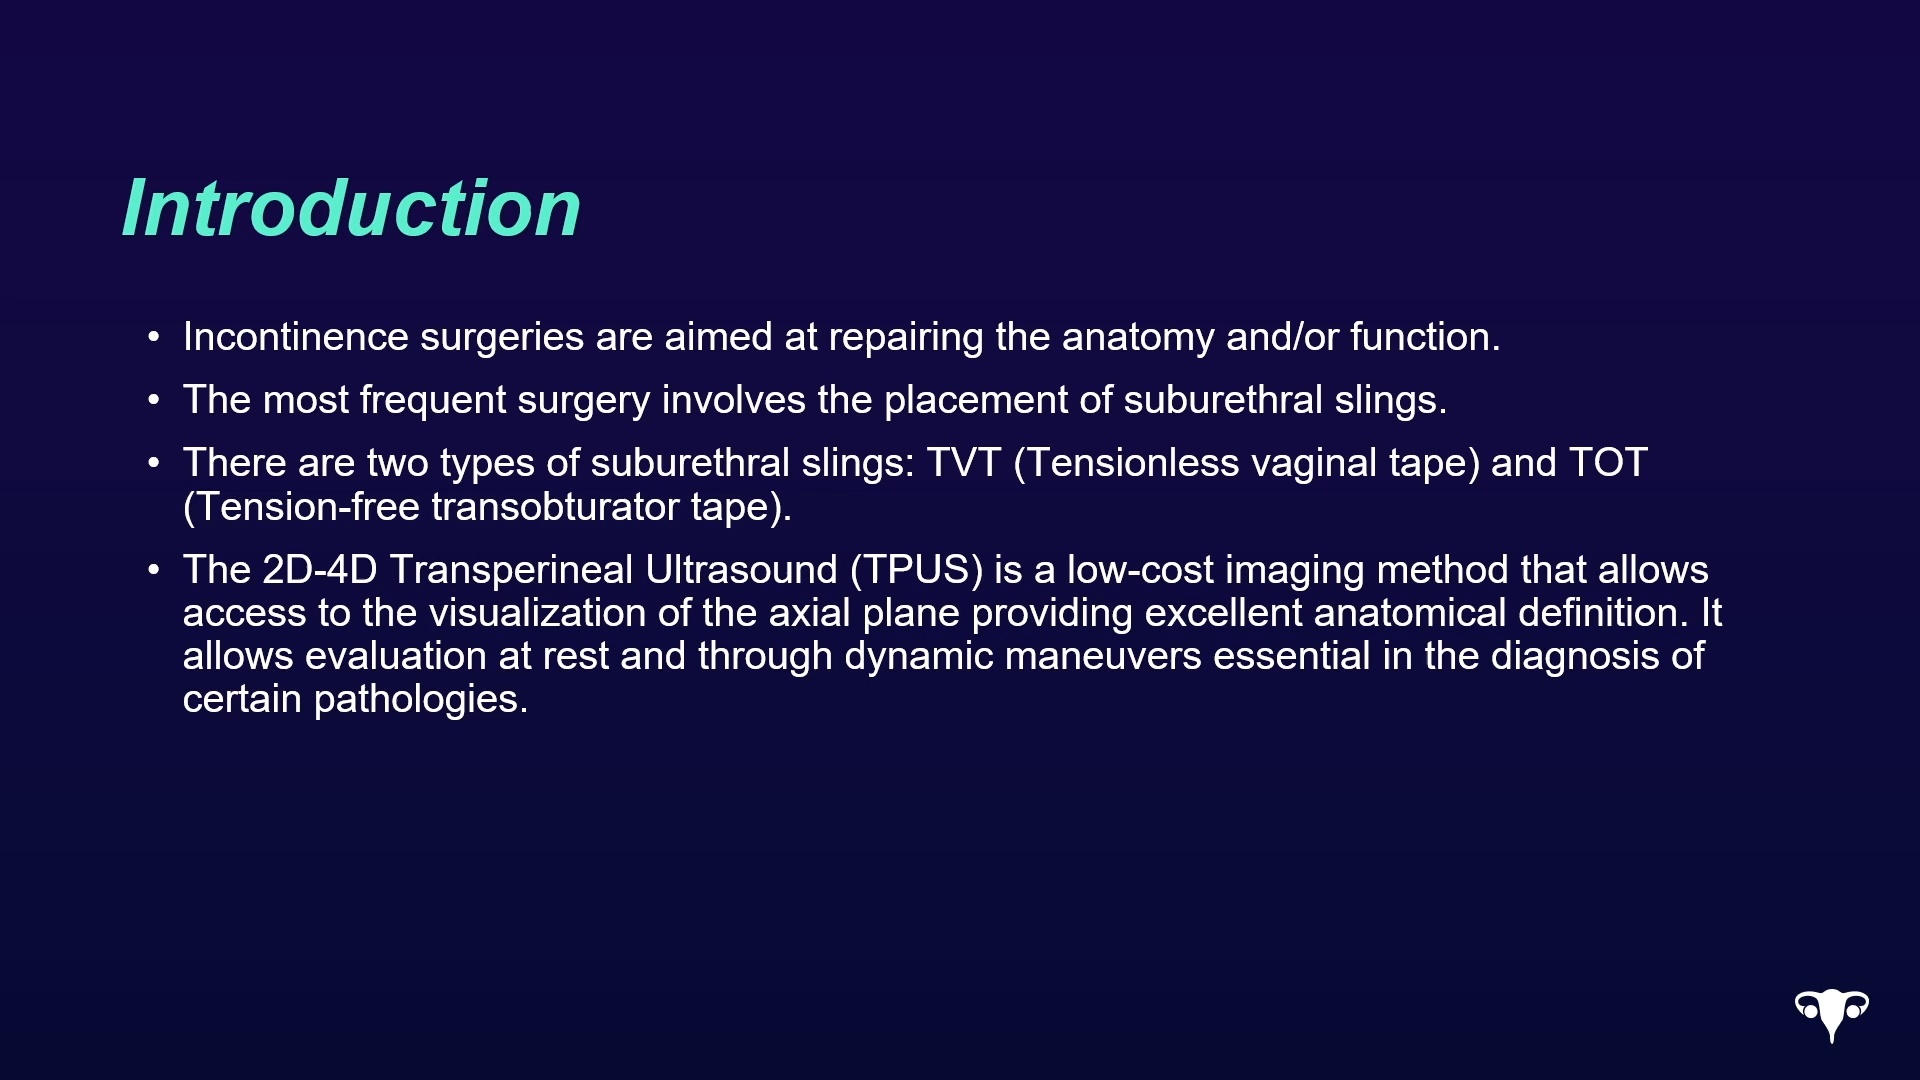 Introduction
• Incontinence surgeries are aimed at repairing the anatomy and/or function.
• The most frequent surgery involves the placement of suburethral slings.
• There are two types of suburethral slings: TVT (Tensionless vaginal tape) and TOT
(Tension-free transobturator tape).
• The 2D-4D Transperineal Ultrasound (TPUS) is a low-cost imaging method that allows
access to the visualization of the axial plane providing excellent anatomical definition. It
allows evaluation at rest and through dynamic maneuvers essential in the diagnosis of
certain pathologies.